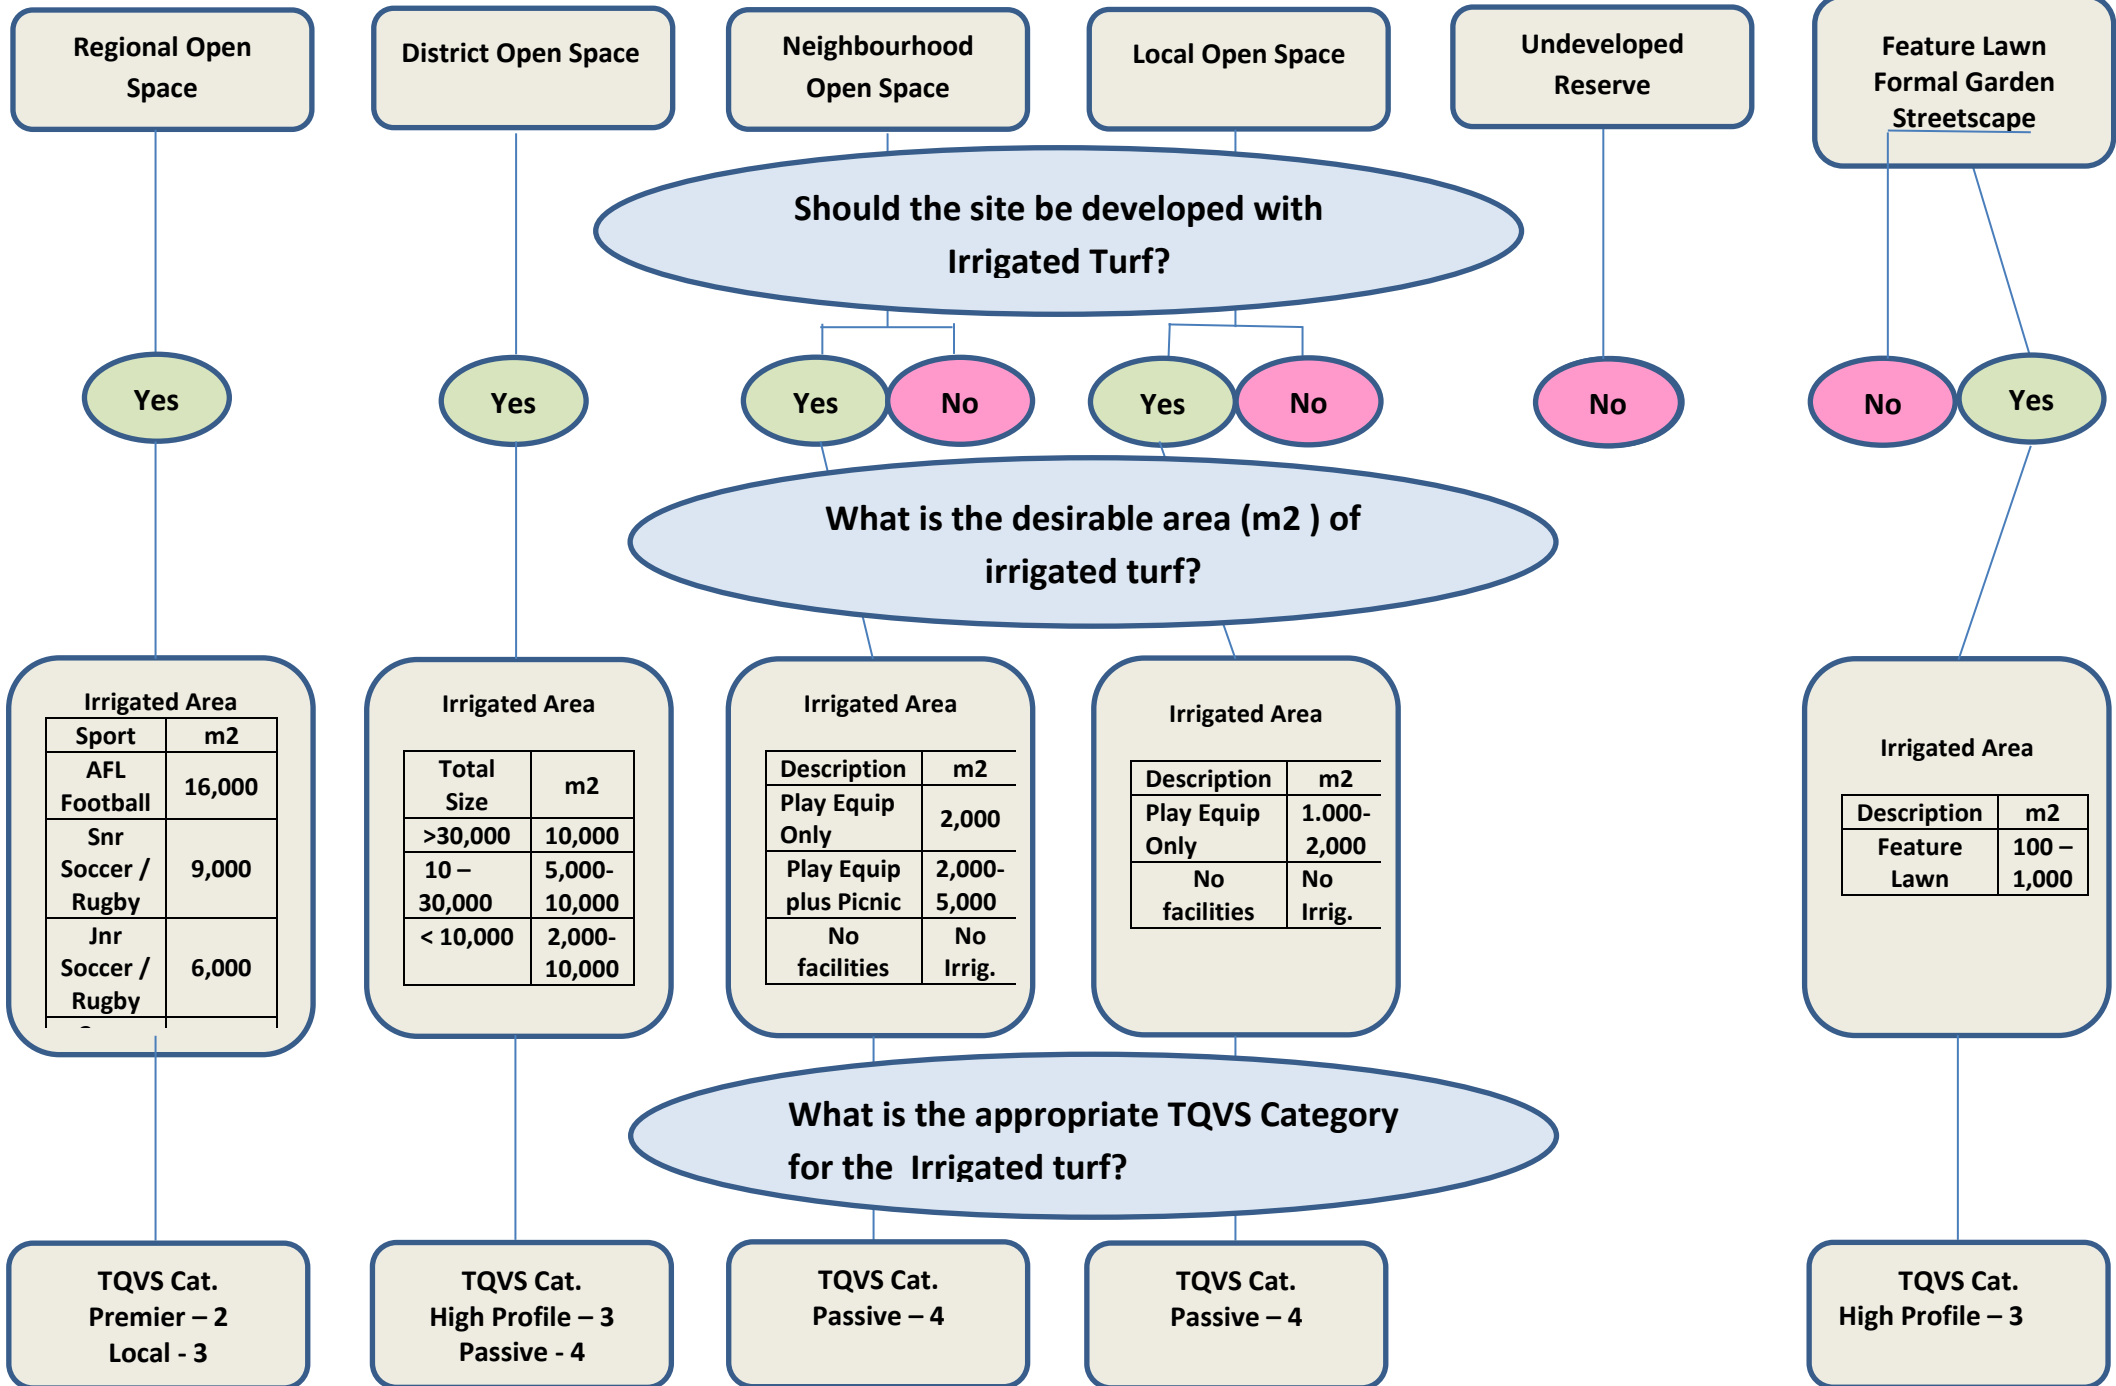 Regional Open
Space
District Open Space
Neighbourhood
Open Space
Local Open Space
Undeveloped
Reserve
Feature Lawn
Formal Garden
Streetscape
Should the site be developed with
Irrigated Turf?
Yes
Yes
Yes
No
Yes
No
No
No
Yes
What is the desirable area (m2 ) of
irrigated turf?
Irrigated Area
Sport m2
AFL
Football 16,000
Snr
Soccer / 9,000
Rugby
Jnr
Soccer / 6,000
Rugby
Irrigated Area
Total
Size m2
>30,000 10,000
10 – 5,000-
30,000 10,000
< 10,000 2,000-
10,000
Irrigated Area
Description m2
Play Equip
Only 2,000
Play Equip 2,000-
plus Picnic 5,000
No No
facilities Irrig.
Irrigated Area
Description m2
Play Equip 1.000-
Only 2,000
No No
facilities Irrig.
Irrigated Area
Description m2
Feature 100 –
Lawn 1,000
What is the appropriate TQVS Category
for the Irrigated turf?
TQVS Cat.
Premier – 2
Local - 3
TQVS Cat.
High Profile – 3
Passive - 4
TQVS Cat.
Passive – 4
TQVS Cat.
Passive – 4
TQVS Cat.
High Profile – 3